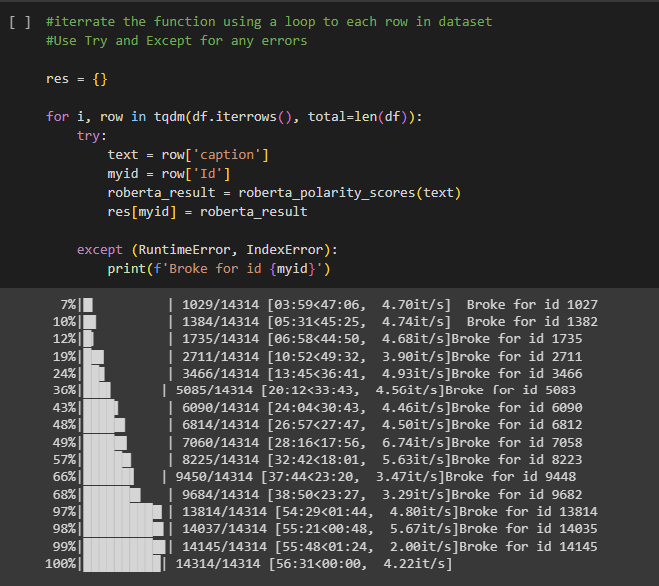 [ ] #iterrate the function using a loop to each row in dataset
#Use Try and Except for any errors
res = {}
for i, row in tqdm(df.iterrows(), total=len(df)):
try:
text = row['caption']
myid = row['Id']
roberta_result = roberta_polarity_scores(text)
res[myid] = roberta_result
except (RuntimeError, IndexError):
print(f'Broke for id {myid}')
7%| | 1029/14314 [03:59<47:06, 4.70it/s] Broke for id 1027
10%| | 1384/14314 [05:31<45:25, 4.74it/s] Broke for id 1382
12%| | 1735/14314 [06:58<44:50, 4.68it/s]Broke for id 1735
19%| | 2711/14314 [10:52<49:32, 3.90it/s]Broke for id 2711
24%| | 3466/14314 [13:45<36:41, 4.93it/s]Broke for id 3466
36%| | 5085/14314 [20:12<33:43, 4.56it/s]Broke for id 5083
43%| | 6090/14314 [24:04<30:43, 4.46it/s]Broke for id 6090
48%| | 6814/14314 [26:57<27:47, 4.50it/s]Broke for id 6812
49%| | 7060/14314 [28:16<17:56, 6.74it/s]Broke for id 7058
57%| | 8225/14314 [32:42<18:01, 5.63it/s]Broke for id 8223
66%| | 9450/14314 [37:44<23:20, 3.47it/s]Broke for id 9448
68%| | 9684/14314 [38:50<23:27, 3.29it/s]Broke for id 9682
97%| | 13814/14314 [54:29<01:44, 4.80it/s]Broke for id 13814
98%| | 14037/14314 [55:21<00:48, 5.67it/s]Broke for id 14035
99%| | 14145/14314 [55:48<01:24, 2.00it/s]Broke for id 14145
100%| | 14314/14314 [56:31<00:00, 4.22it/s]